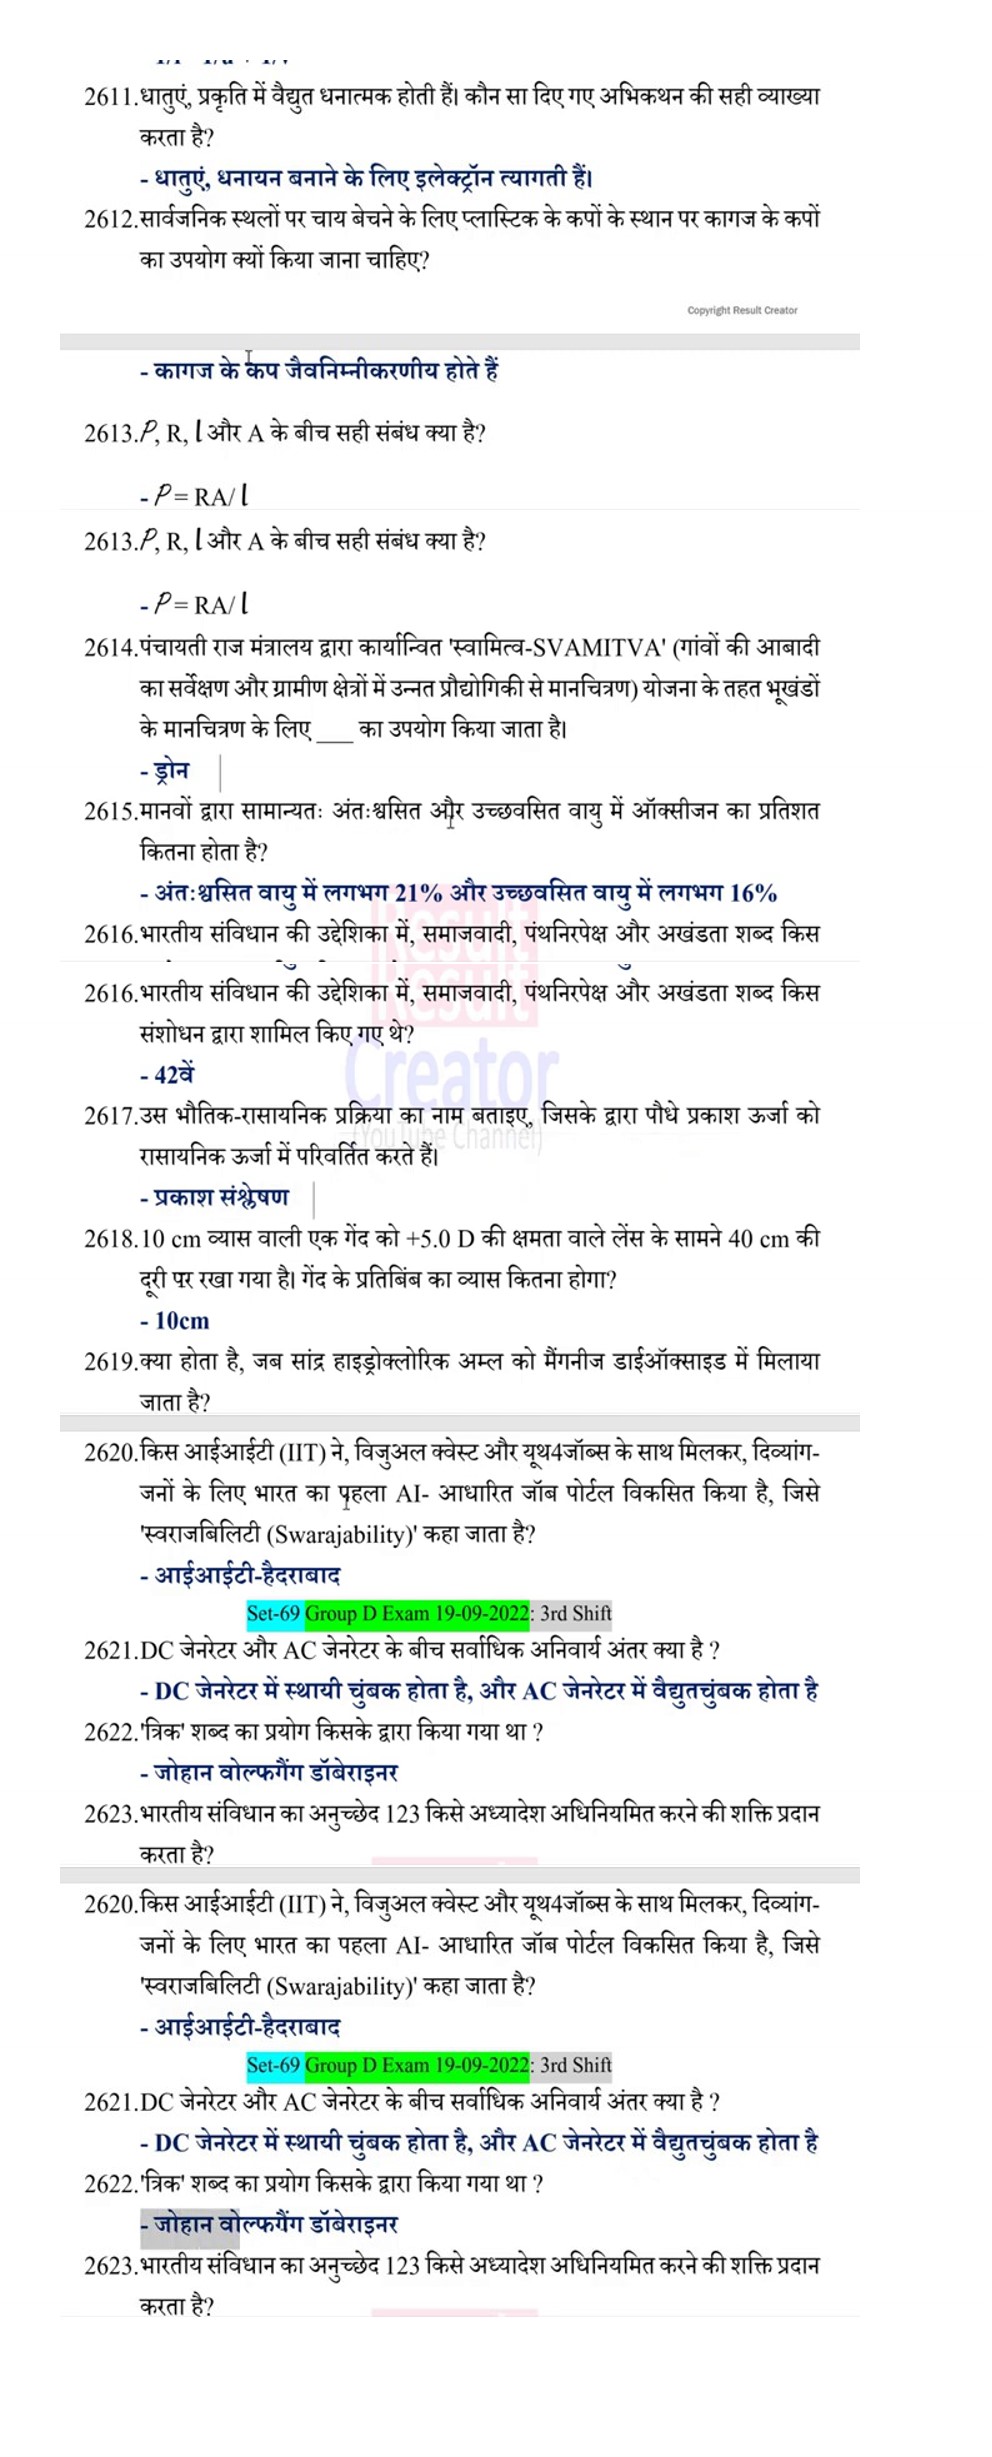 2611.धातुएं, प्रकृति में वैद्युत धनात्मक होती हैं। कौन सा दिए गए अभिकथन की सही व्याख्या
करता है?
- धातुएं, धनायन बनाने के लिए इलेक्ट्रॉन त्यागती हैं।
2612.सार्वजनिक स्थलों पर चाय बेचने के लिए प्लास्टिक के कपों के स्थान पर कागज के कपों
का उपयोग क्यों किया जाना चाहिए?
Copyright Result Creator
- कागज के कप जैवनिम्नीकरणीय होते हैं
2613.P, R, l और A के बीच सही संबंध क्या है?
- P = RA/ l
2613.P, R, l और A के बीच सही संबंध क्या है?
- P = RA/ l
2614.पंचायती राज मंत्रालय द्वारा कार्यान्वित 'स्वामित्व-SVAMITVA' (गांवों की आबादी
का सर्वेक्षण और ग्रामीण क्षेत्रों में उन्नत प्रौद्योगिकी से मानचित्रण) योजना के तहत भूखंडों
के मानचित्रण के लिए ___ का उपयोग किया जाता है।
- ड्रोन
2615.मानवों द्वारा सामान्यतः अंतःश्वसित और उच्छवसित वायु में ऑक्सीजन का प्रतिशत
कितना होता है?
- अंतःश्वसित वायु में लगभग 21% और उच्छवसित वायु में लगभग 16%
Result
2616.भारतीय संविधान की उद्देशिका में, समाजवादी, पंथनिरपेक्ष और अखंडता शब्द किस
Result
2616.भारतीय संविधान की उद्देशिका में, समाजवादी, पंथनिरपेक्ष और अखंडता शब्द किस
संशोधन द्वारा शामिल किए गए थे?
Creator
- 42वें
2617.उस भौतिक-रासायनिक प्रक्रिया का नाम बताइए, जिसके द्वारा पौधे प्रकाश ऊर्जा को
(YouTube Channel)
रासायनिक ऊर्जा में परिवर्तित करते हैं।
- प्रकाश संश्लेषण
2618.10 cm व्यास वाली एक गेंद को +5.0 D की क्षमता वाले लेंस के सामने 40 cm की
दूरी पर रखा गया है। गेंद के प्रतिबिंब का व्यास कितना होगा?
- 10cm
2619.क्या होता है, जब सांद्र हाइड्रोक्लोरिक अम्ल को मैंगनीज डाईऑक्साइड में मिलाया
जाता है?
2620.किस आईआईटी (IIT) ने, विजुअल क्वेस्ट और यूथ4जॉब्स के साथ मिलकर, दिव्यांग-
जनों के लिए भारत का पहला AI- आधारित जॉब पोर्टल विकसित किया है, जिसे
'स्वराजबिलिटी (Swarajability)' कहा जाता है?
- आईआईटी-हैदराबाद
Set-69 Group D Exam 19-09-2022: 3rd Shift
2621.DC जेनरेटर और AC जेनरेटर के बीच सर्वाधिक अनिवार्य अंतर क्या है ?
- DC जेनरेटर में स्थायी चुंबक होता है, और AC जेनरेटर में वैद्युतचुंबक होता है
2622.'त्रिक' शब्द का प्रयोग किसके द्वारा किया गया था ?
- जोहान वोल्फगैंग डॉबेराइनर
2623.भारतीय संविधान का अनुच्छेद 123 किसे अध्यादेश अधिनियमित करने की शक्ति प्रदान
करता है?
2620.किस आईआईटी (IIT) ने, विजुअल क्वेस्ट और यूथ4जॉब्स के साथ मिलकर, दिव्यांग-
जनों के लिए भारत का पहला AI- आधारित जॉब पोर्टल विकसित किया है, जिसे
'स्वराजबिलिटी (Swarajability)' कहा जाता है?
- आईआईटी-हैदराबाद
Set-69 Group D Exam 19-09-2022: 3rd Shift
2621.DC जेनरेटर और AC जेनरेटर के बीच सर्वाधिक अनिवार्य अंतर क्या है ?
- DC जेनरेटर में स्थायी चुंबक होता है, और AC जेनरेटर में वैद्युतचुंबक होता है
2622.'त्रिक' शब्द का प्रयोग किसके द्वारा किया गया था ?
- जोहान वोल्फगैंग डॉबेराइनर
2623.भारतीय संविधान का अनुच्छेद 123 किसे अध्यादेश अधिनियमित करने की शक्ति प्रदान
करता है?